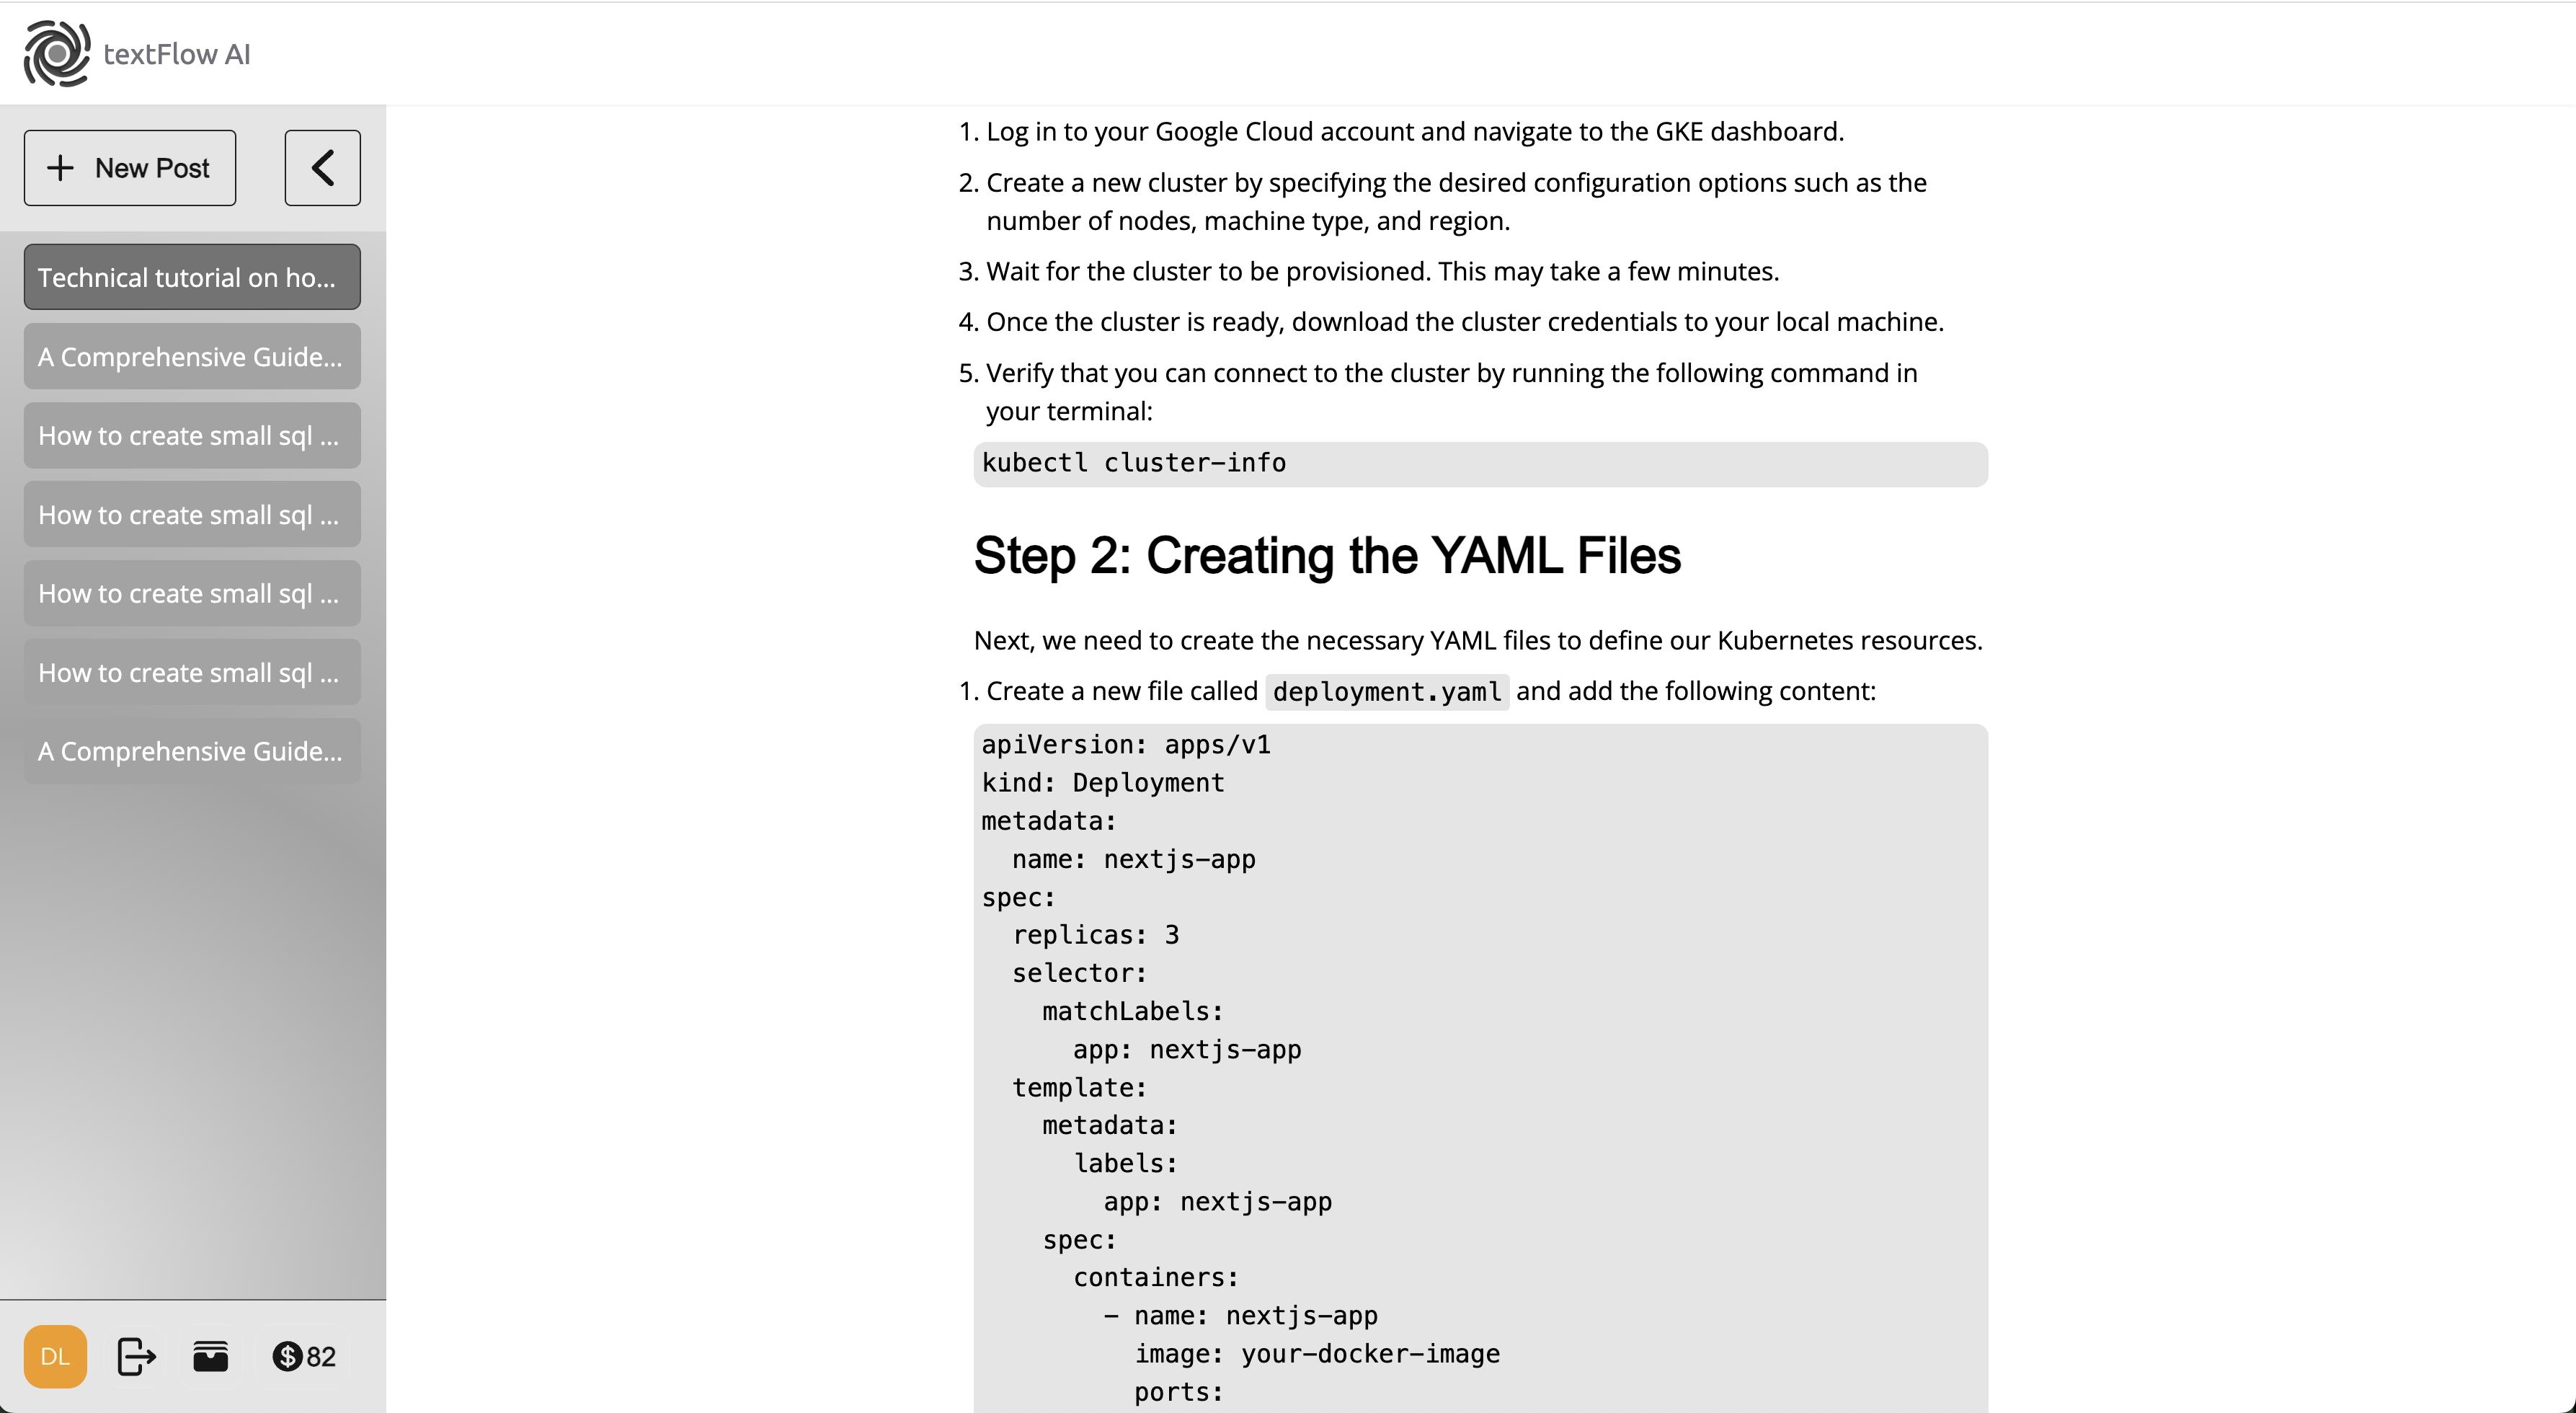 textFlow AI
New Post
Technical tutorial on ho...
A Comprehensive Guide...
How to create small sql ...
How to create small sql ...
How to create small sql ...
How to create small sql ...
A Comprehensive Guide...
DL
82
1. Log in to your Google Cloud account and navigate to the GKE dashboard.
2. Create a new cluster by specifying the desired configuration options such as the
number of nodes, machine type, and region.
3. Wait for the cluster to be provisioned. This may take a few minutes.
4. Once the cluster is ready, download the cluster credentials to your local machine.
5. Verify that you can connect to the cluster by running the following command in
your terminal:
kubectl cluster-info
Step 2: Creating the YAML Files
Next, we need to create the necessary YAML files to define our Kubernetes resources.
1. Create a new file called deployment.yaml and add the following content:
apiVersion: apps/v1
kind: Deployment
metadata:
  name: nextjs-app
spec:
  replicas: 3
  selector:
    matchLabels:
      app: nextjs-app
  template:
    metadata:
      labels:
        app: nextjs-app
    spec:
      containers:
        - name: nextjs-app
          image: your-docker-image
          ports: